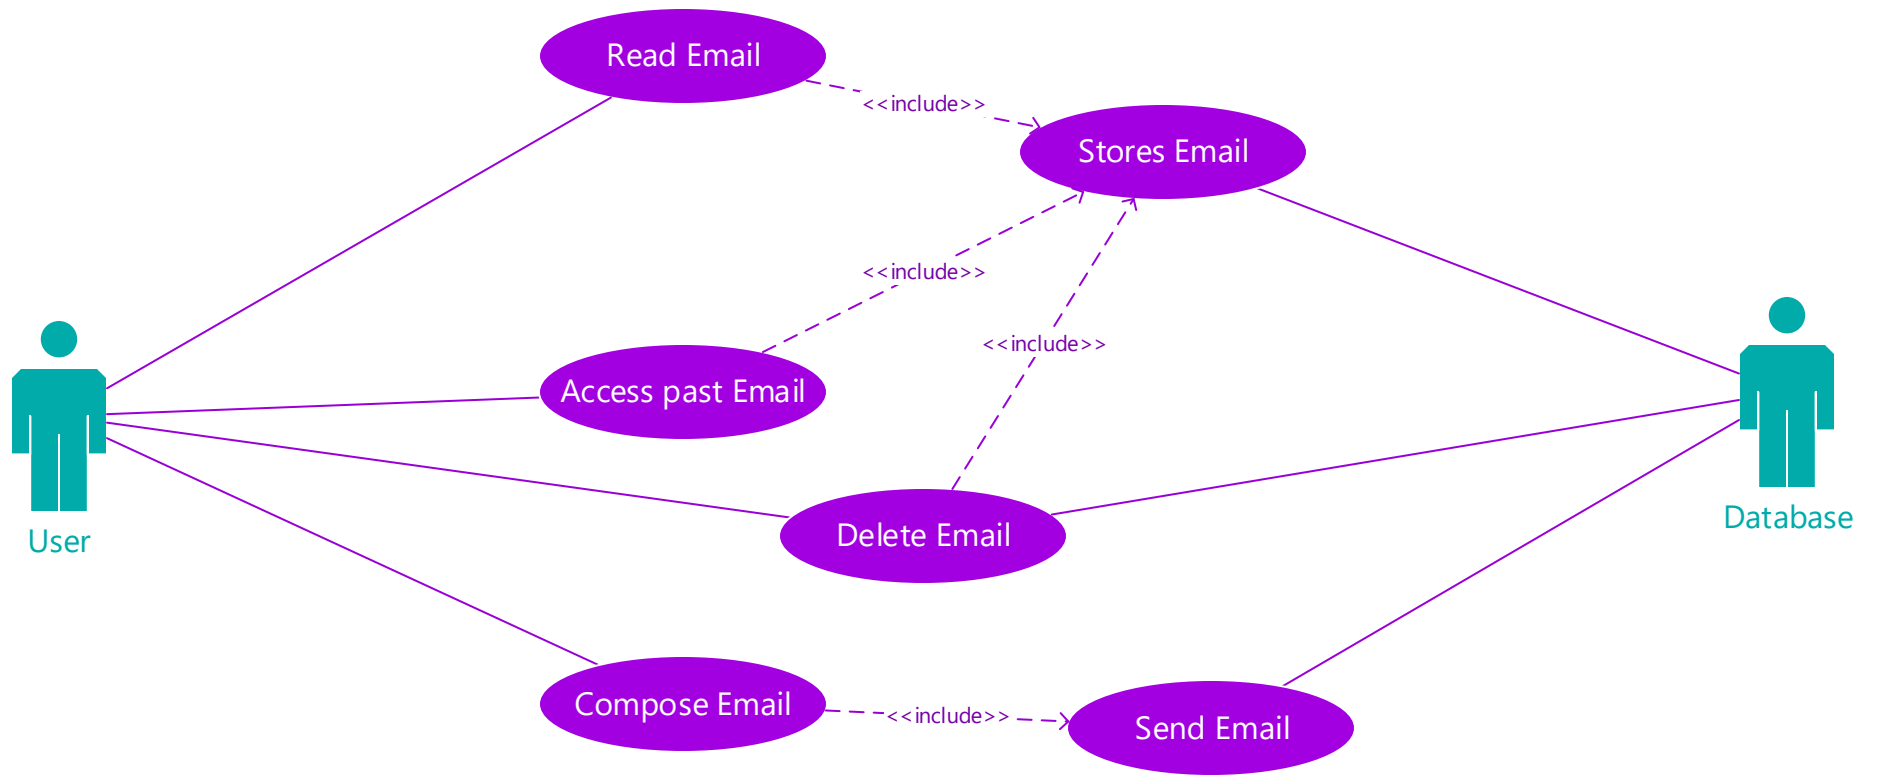 Read Email
<<include>>
Stores Email
<<include>>
<<include>>
Access past Email
User
Database
Delete Email
Compose Email
<<include>>
Send Email